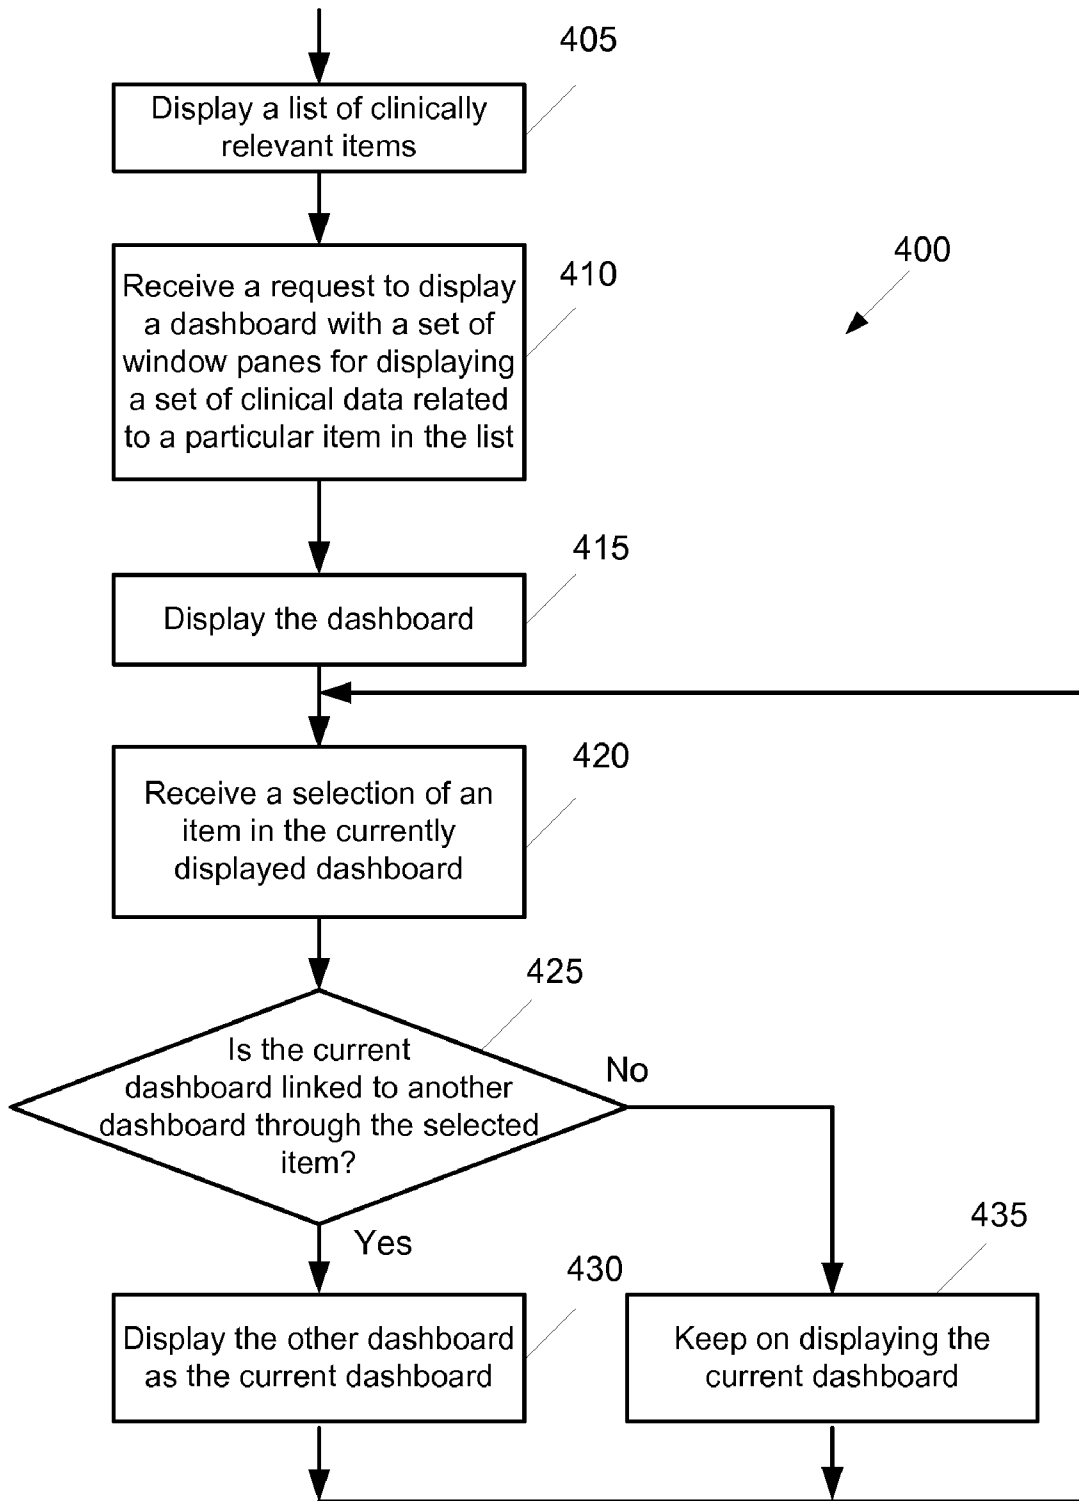 405
Display a list of clinically
relevant items
400
410
Receive a request to display
a dashboard with a set of
window panes for displaying
a set of clinical data related
to a particular item in the list
415
Display the dashboard
420
Receive a selection of an
item in the currently
displayed dashboard
425
Is the current
dashboard linked to another
dashboard through the selected
item?
No
Yes
435
430
Display the other dashboard
as the current dashboard
Keep on displaying the
current dashboard